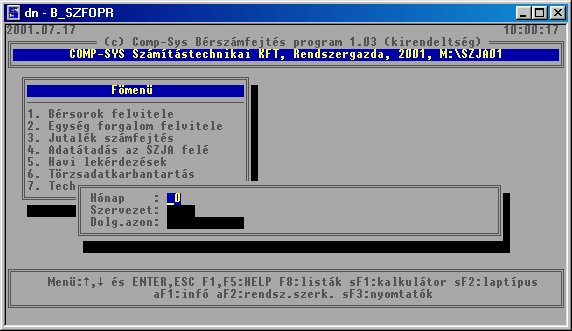 dn - B_SZFOPR
2001.07.17 10:00:17
(c) Comp-Sys Bérszámfejtés program 1.03 (kirendeltség)
COMP-SYS Számítástechnikai KFT, Rendszergazda, 2001, M:\SZJA01
Főmenü
1. Bérsorok felvitele
2. Egység forgalom felvitele
3. Jutalék számfejtés
4. Adatátadás az SZJA felé
5. Havi lekérdezések
6. Törzsadatkarbantartás
7. Tech
Hónap : _0
Szervezet:
Dolg.azon:
Menü:↑,↓ és ENTER,ESC F1,F5:HELP F8:listák sF1:kalkulátor sF2:laptípus
aF1:infó aF2:rendsz.szerk. sF3:nyomtatók